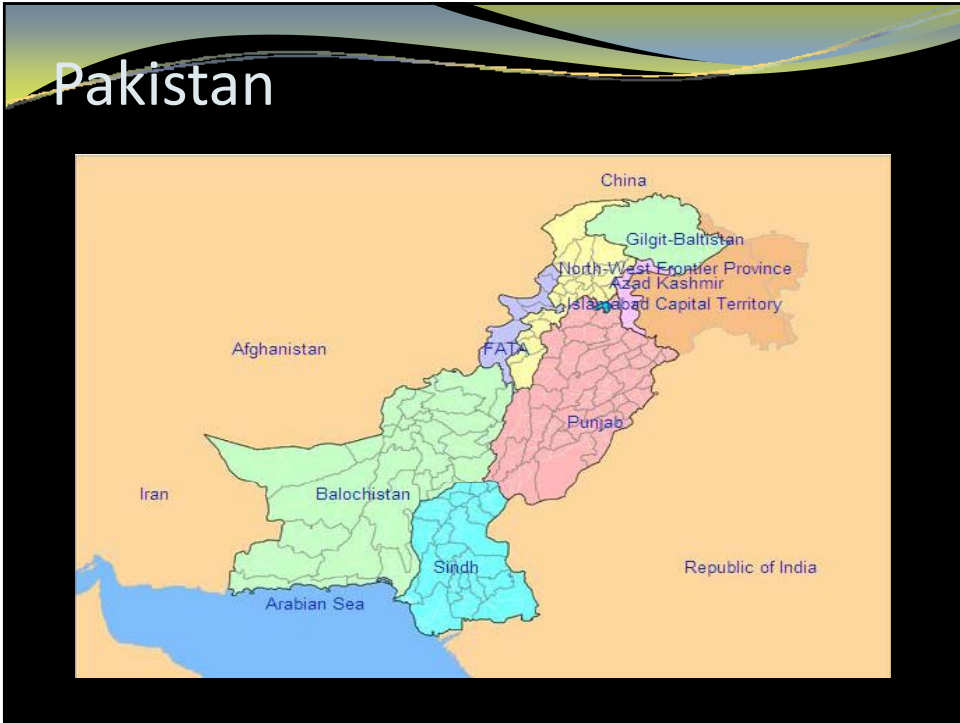 Pakistan
China
Gilgit-Baltistan
North-West Frontier Province
Azad Kashmir
Islamabad Capital Territory
Afghanistan
FATA
Punjab
Iran
Balochistan
Sindh
Republic of India
Arabian Sea